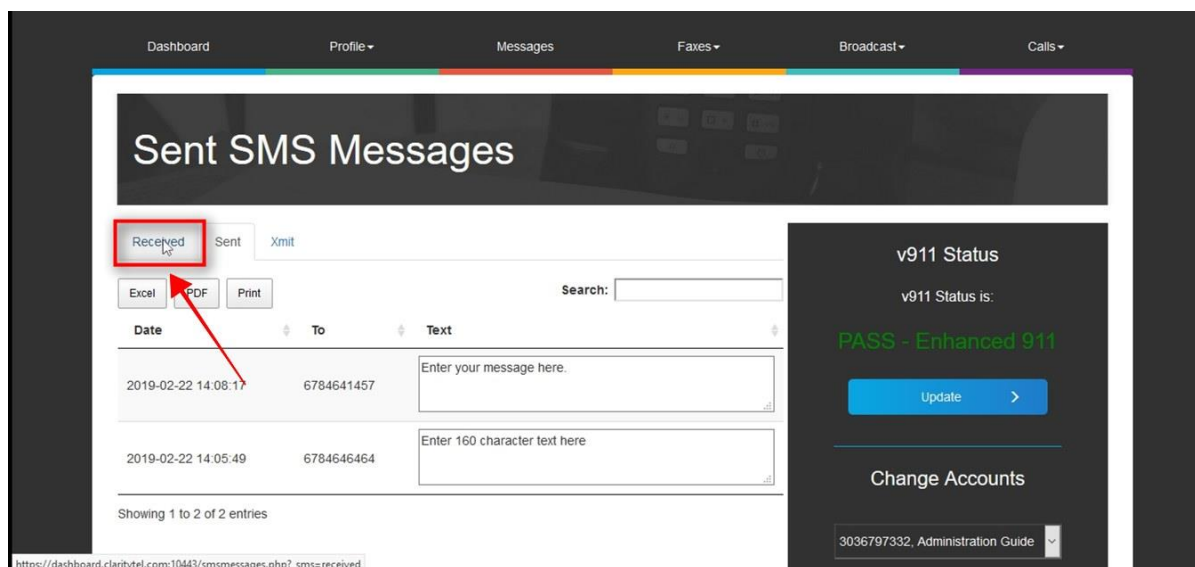 Dashboard Profile Messages Faxes Broadcast Calls
Sent SMS Messages
Received Sent Xmit
Excel PDF Print Search:
Date To Text
2019-02-22 14:08:17 6784641457 Enter your message here.
2019-02-22 14:05:49 6784646464 Enter 160 character text here
Showing 1 to 2 of 2 entries
v911 Status
v911 Status is:
PASS - Enhanced 911
Update
Change Accounts
3036797332, Administration Guide
https://dashboard.claritytel.com:10443/smsmessages.php?_sms=received